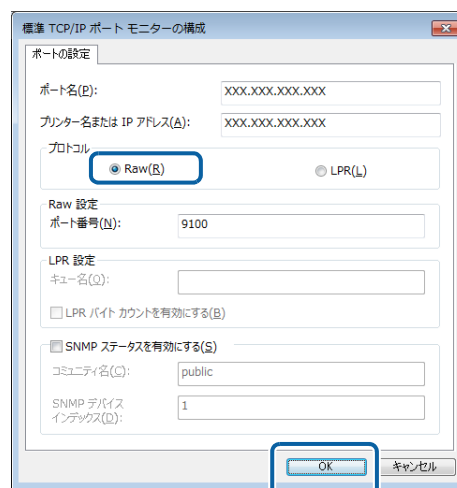 標準 TCP/IP ポート モニターの構成
ポートの設定
ポート名(P): XXX.XXX.XXX.XXX
プリンター名または IP アドレス(A): XXX.XXX.XXX.XXX
プロトコル
Raw(R) LPR(L)
Raw 設定
ポート番号(N): 9100
LPR 設定
キュー名(Q):
LPR バイト カウントを有効にする(B)
SNMP ステータスを有効にする(S)
コミュニティ名(C): public
SNMP デバイス
インデックス(D): 1
OK キャンセル